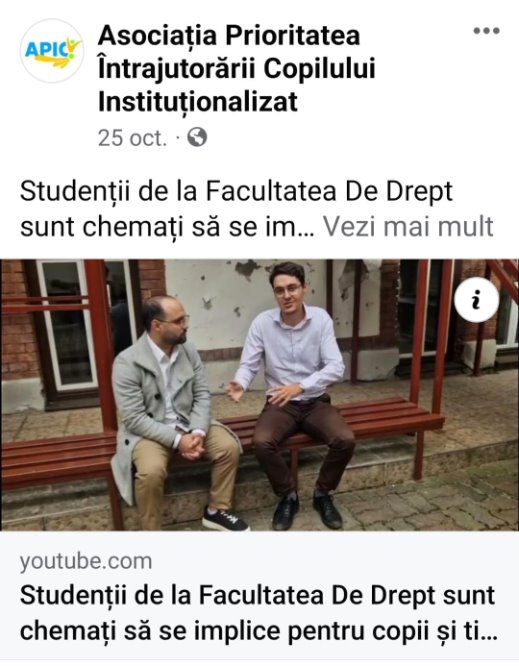 APIC
Asociația Prioritatea
Întrajutorării Copilului
Instituționalizat
25 oct. ·
Studenții de la Facultatea De Drept
sunt chemați să se im... Vezi mai mult
i
youtube.com
Studenții de la Facultatea De Drept sunt
chemați să se implice pentru copii și ti...